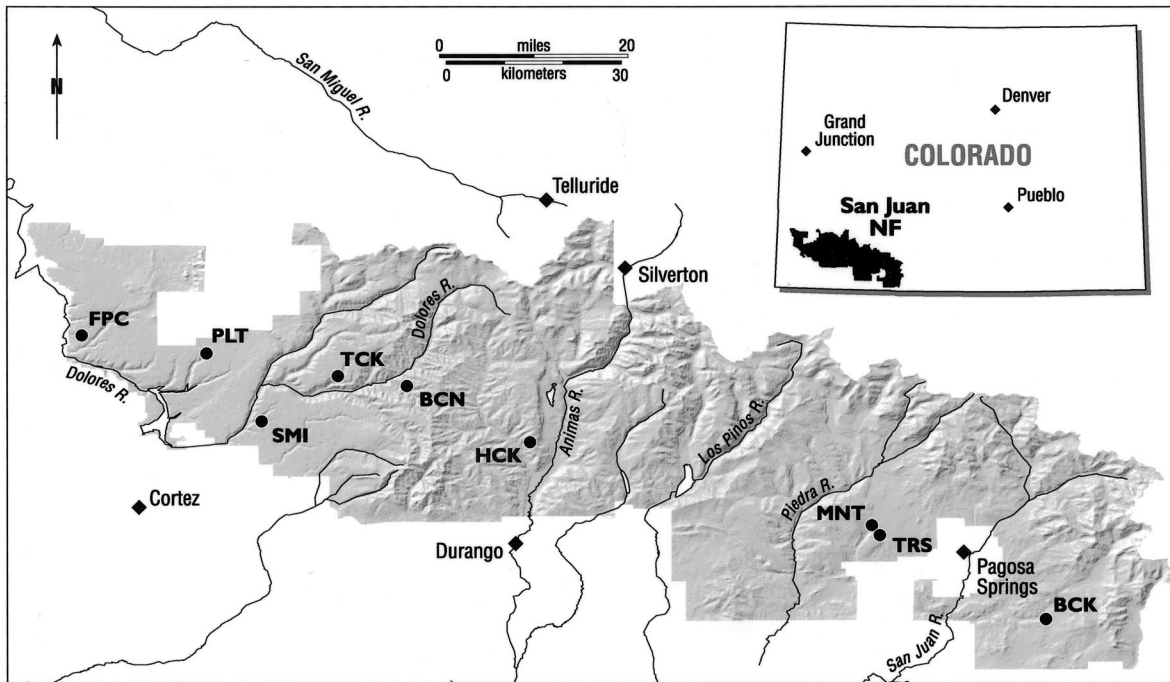 N
0 miles 20
0 kilometers 30
San Miguel R.
Telluride
Silverton
Grand
Junction
Denver
COLORADO
Pueblo
San Juan
NF
FPC
PLT
Dolores R.
TCK
Dolores R.
BCN
SMI
HCK
Animas R.
Los Pinos R.
Cortez
Durango
Piedra R.
MNT
TRS
Pagosa
Springs
BCK
San Juan R.